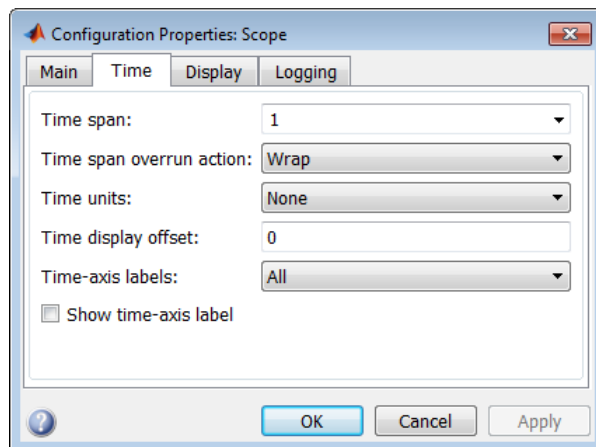 Configuration Properties: Scope
Main Time Display Logging
Time span: 1
Time span overrun action: Wrap
Time units: None
Time display offset: 0
Time-axis labels: All
Show time-axis label
? OK Cancel Apply